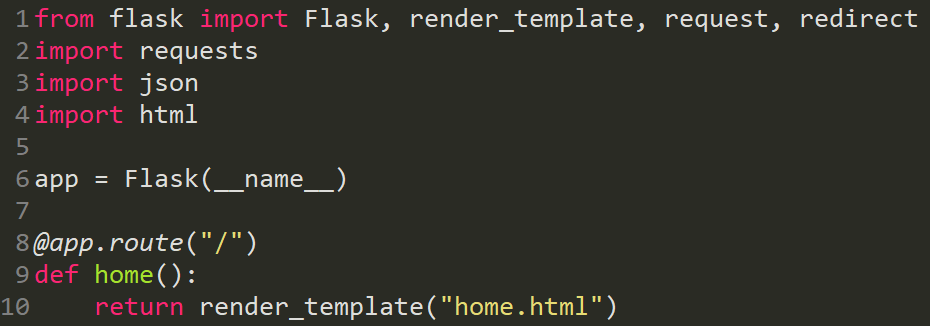 1 from flask import Flask, render_template, request, redirect
2 import requests
3 import json
4 import html
5
6 app = Flask(__name__)
7
8 @app.route("/")
9 def home():
10     return render_template("home.html")